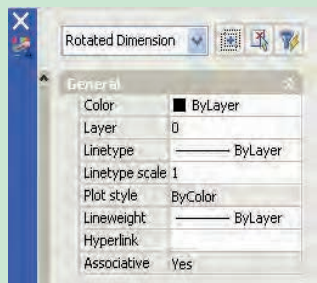 Rotated Dimension
General
Color ByLayer
Layer 0
Linetype ByLayer
Linetype scale 1
Plot style ByColor
Lineweight ByLayer
Hyperlink
Associative Yes